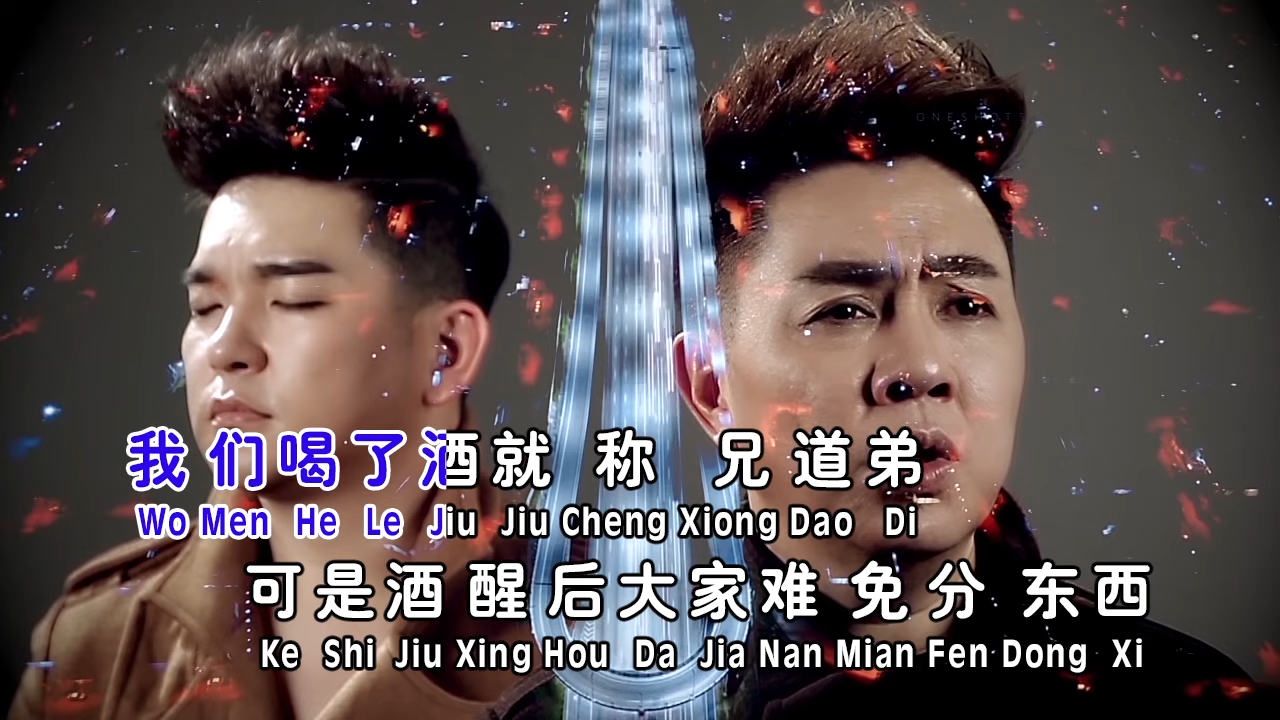 ONESHOTS
我们喝了酒就 称 兄道弟
Wo Men He Le Jiu Jiu Cheng Xiong Dao Di
可是酒醒后大家难免分 东西
Ke Shi Jiu Xing Hou Da Jia Nan Mian Fen Dong Xi